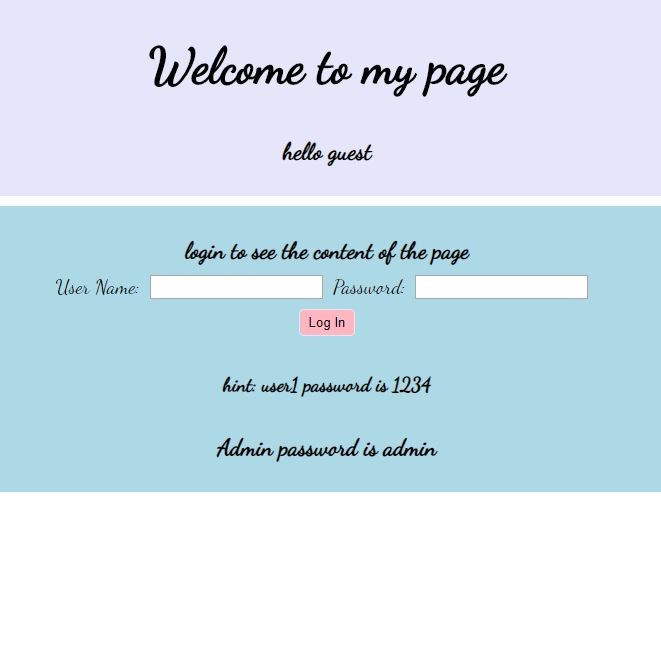 Welcome to my page
hello guest
login to see the content of the page
User Name: Password:
Log In
hint: user1 password is 1234
Admin password is admin